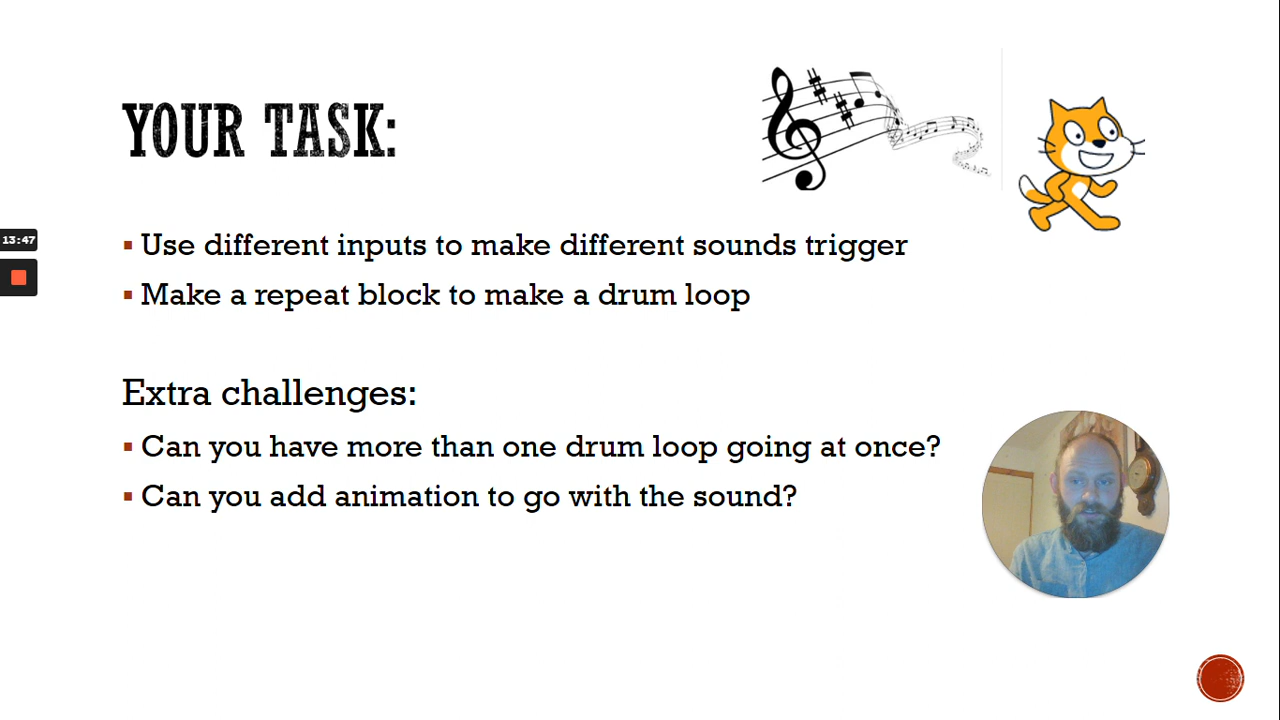 YOUR TASK:
13:47
Use different inputs to make different sounds trigger
Make a repeat block to make a drum loop
Extra challenges:
Can you have more than one drum loop going at once?
Can you add animation to go with the sound?